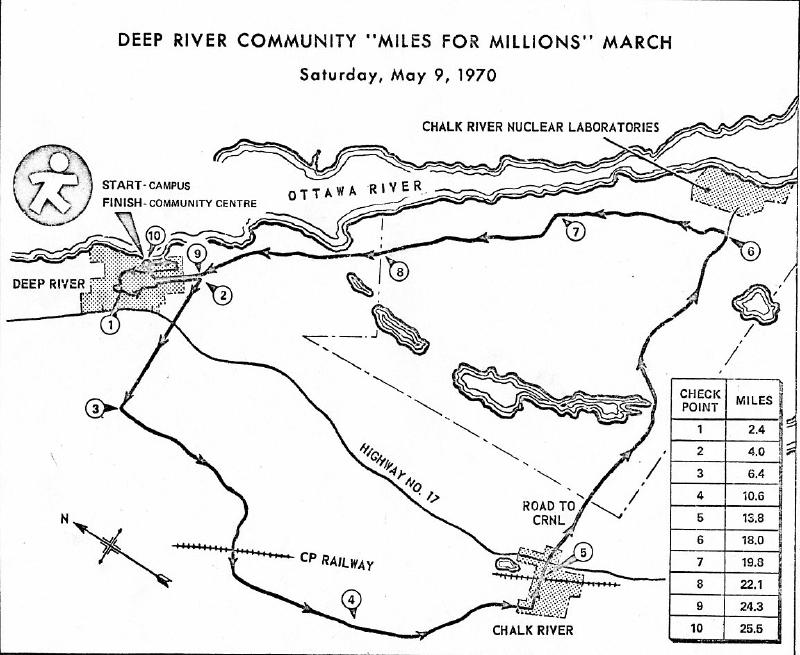 DEEP RIVER COMMUNITY "MILES FOR MILLIONS" MARCH
Saturday, May 9, 1970
CHALK RIVER NUCLEAR LABORATORIES
OTTAWA RIVER
START - CAMPUS
FINISH - COMMUNITY CENTRE
10
9
7
6
8
DEEP RIVER
2
1
3
HIGHWAY NO. 17
ROAD TO
CRNL
N
CP RAILWAY
5
4
CHALK RIVER
CHECK POINT MILES
1 2.4
2 4.0
3 6.4
4 10.6
5 13.8
6 18.0
7 19.8
8 22.1
9 24.3
10 25.5